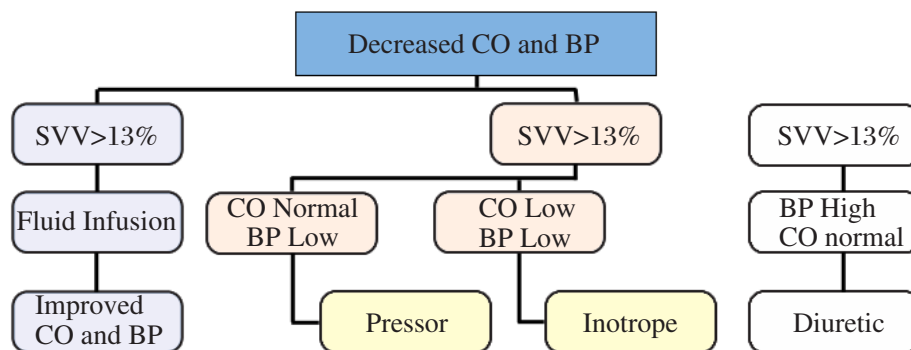 Decreased CO and BP
SVV>13%
SVV>13%
SVV>13%
Fluid Infusion
CO Normal
BP Low
CO Low
BP Low
BP High
CO normal
Improved
CO and BP
Pressor
Inotrope
Diuretic